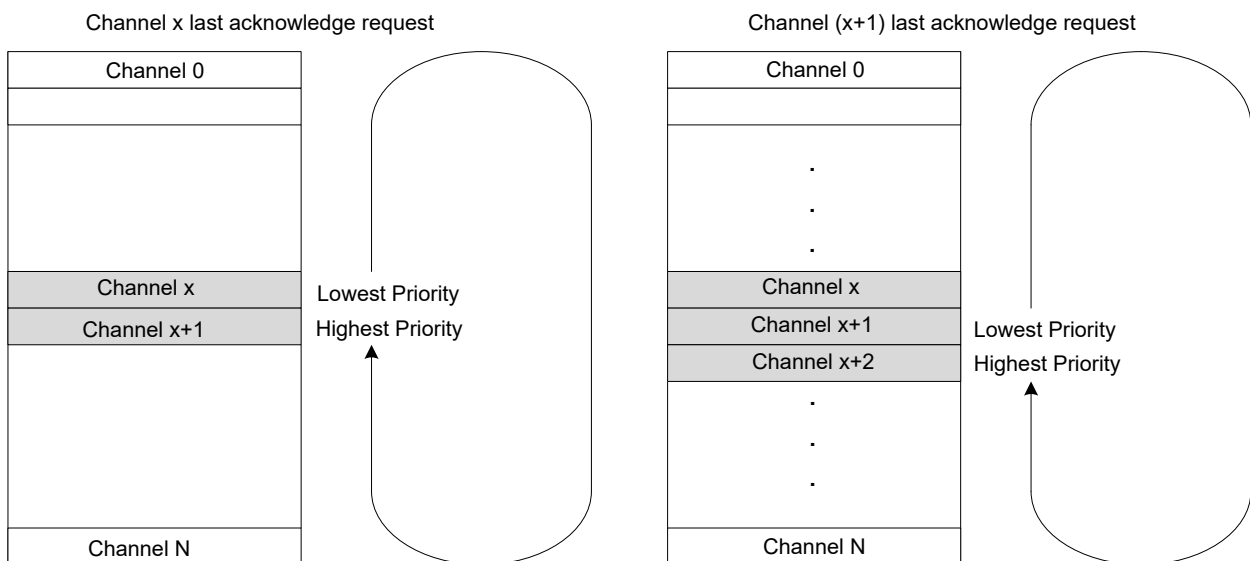 Channel x last acknowledge request
Channel 0
Channel x
Lowest Priority
Channel x+1
Highest Priority
Channel N
Channel (x+1) last acknowledge request
Channel 0
.
.
.
Channel x
Channel x+1
Lowest Priority
Channel x+2
Highest Priority
.
.
.
Channel N